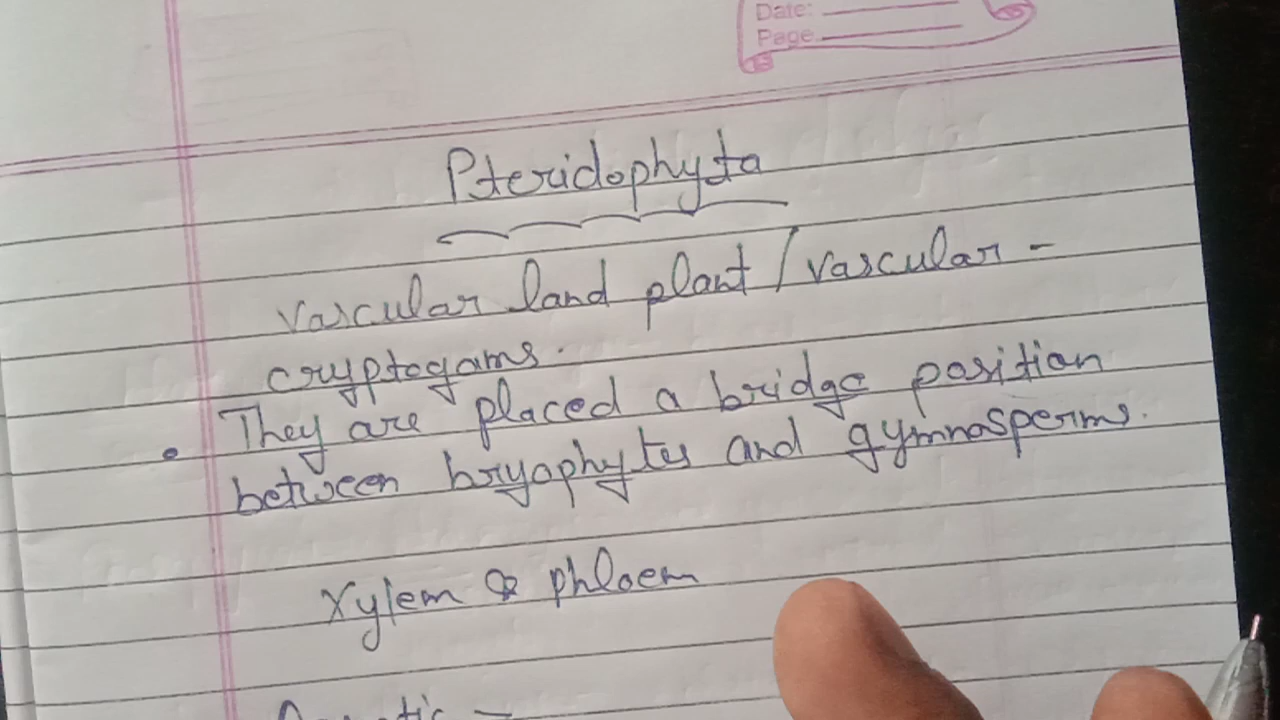 Date:
Page
Pteridophyta
vascular land plant / vascular -
cryptogams.
• They are placed a bridge position
between bryophytes and gymnosperms.
Xylem & phloem